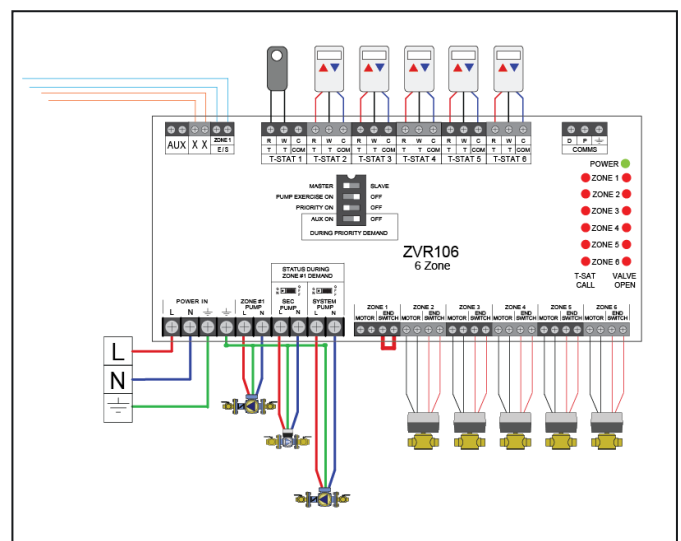 AUX X X ZONE 1 E/S
R W C R W C R W C R W C R W C R W C
T T COM T T COM T T COM T T COM T T COM T T COM
T-STAT 1 T-STAT 2 T-STAT 3 T-STAT 4 T-STAT 5 T-STAT 6
D P
COMMS
POWER
ZONE 1
ZONE 2
ZONE 3
ZONE 4
ZONE 5
ZONE 6
T-SAT CALL
VALVE OPEN
MASTER SLAVE
PUMP EXERCISE ON OFF
PRIORITY ON OFF
AUX ON OFF
DURING PRIORITY DEMAND
ZVR106
6 Zone
STATUS DURING
ZONE #1 DEMAND
ON OFF ON OFF
POWER IN
L N
ZONE #1 PUMP
L N
SEC PUMP
L N
SYSTEM PUMP
L N
ZONE 1
MOTOR END SWITCH
ZONE 2
MOTOR END SWITCH
ZONE 3
MOTOR END SWITCH
ZONE 4
MOTOR END SWITCH
ZONE 5
MOTOR END SWITCH
ZONE 6
MOTOR END SWITCH
L
N